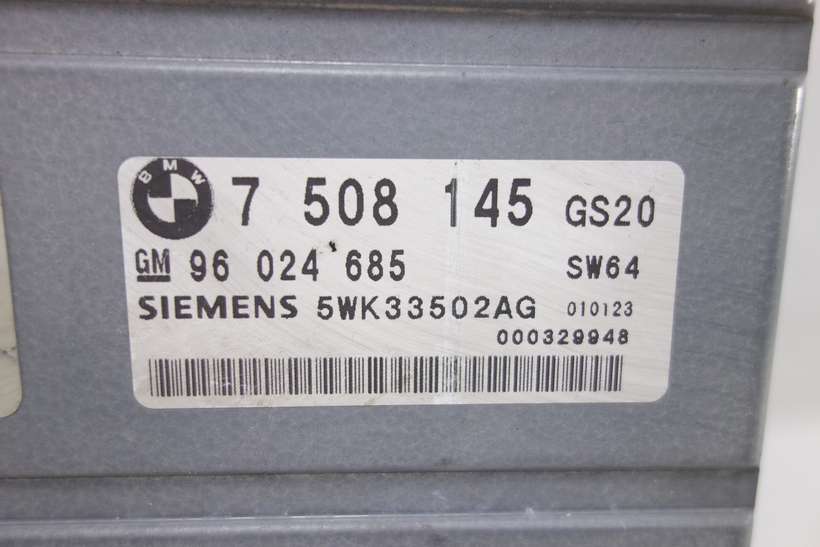 BMW 7 508 145 GS20
GM 96 024 685 SW64
SIEMENS 5WK33502AG 010123
000329948